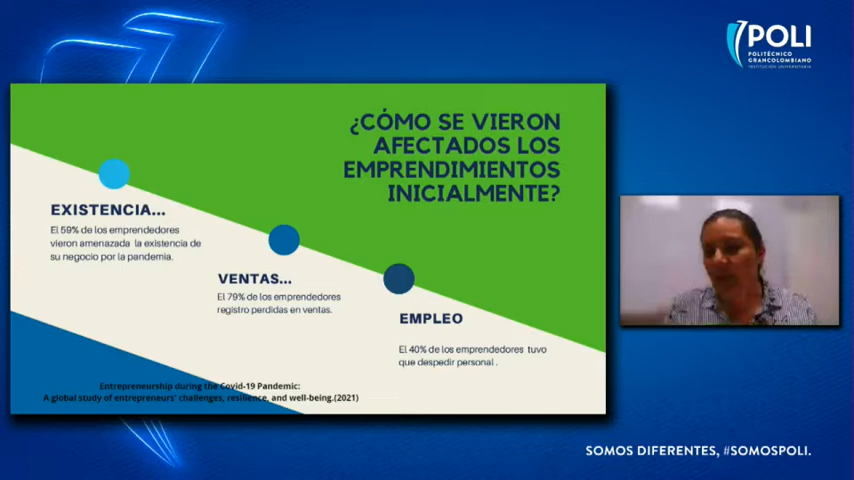 POLI
POLITÉCNICO
GRANCOLOMBIANO
INSTITUCIÓN UNIVERSITARIA
¿CÓMO SE VIERON
AFECTADOS LOS
EMPRENDIMIENTOS
INICIALMENTE?
EXISTENCIA...
El 59% de los emprendedores
vieron amenazada la existencia de
su negocio por la pandemia.
VENTAS...
El 79% de los emprendedores
registro perdidas en ventas.
EMPLEO
El 40% de los emprendedores tuvo
que despedir personal .
Entrepreneurship during the Covid-19 Pandemic:
A global study of entrepreneurs' challenges, resilience, and well-being.(2021)
SOMOS DIFERENTES, #SOMOSPOLI.